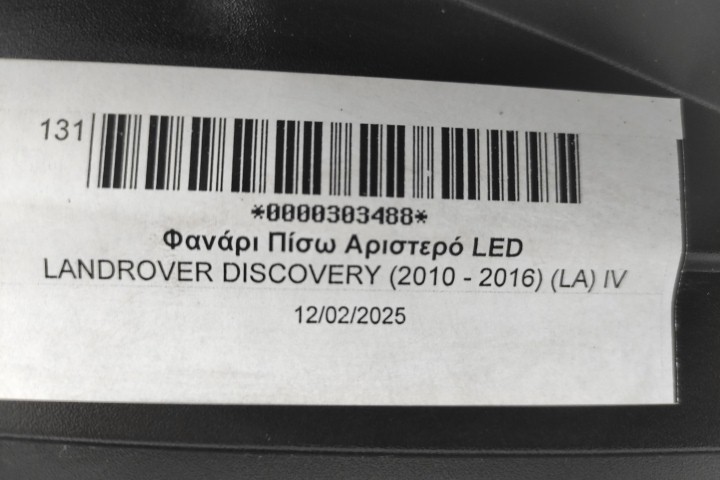 131
*0000303488*
Φανάρι Πίσω Αριστερό LED
LANDROVER DISCOVERY (2010 - 2016) (LA) IV
12/02/2025